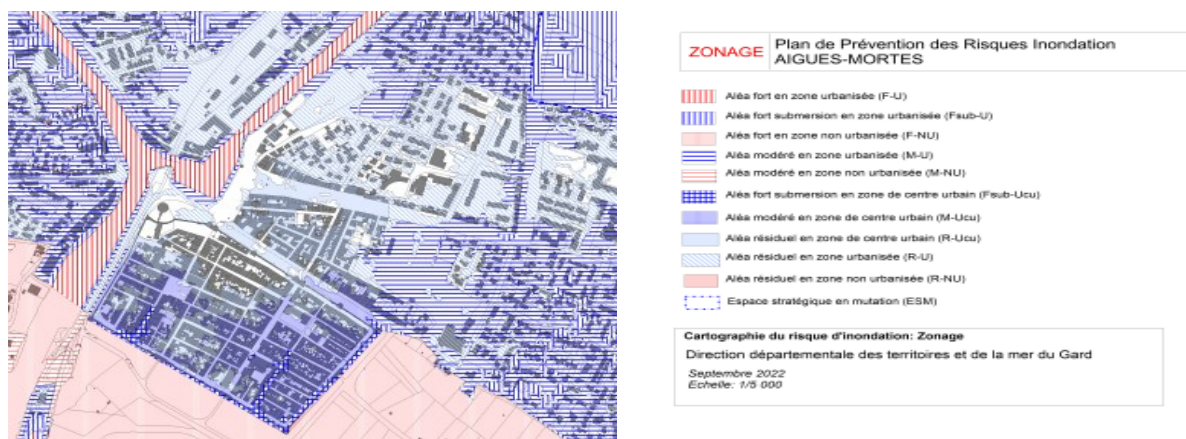 ZONAGE
Plan de Prévention des Risques Inondation
AIGUES-MORTES
Aléa fort en zone urbanisée (F-U)
Aléa fort submersion en zone urbanisée (Fsub-U)
Aléa fort en zone non urbanisée (F-NU)
Aléa modéré en zone urbanisée (M-U)
Aléa modéré en zone non urbanisée (M-NU)
Aléa fort submersion en zone de centre urbain (Fsub-Ucu)
Aléa modéré en zone de centre urbain (M-Ucu)
Aléa résiduel en zone de centre urbain (R-Ucu)
Aléa résiduel en zone urbanisée (R-U)
Aléa résiduel en zone non urbanisée (R-NU)
Espace stratégique en mutation (ESM)
Cartographie du risque d'inondation: Zonage
Direction départementale des territoires et de la mer du Gard
Septembre 2022
Echelle: 1/5 000